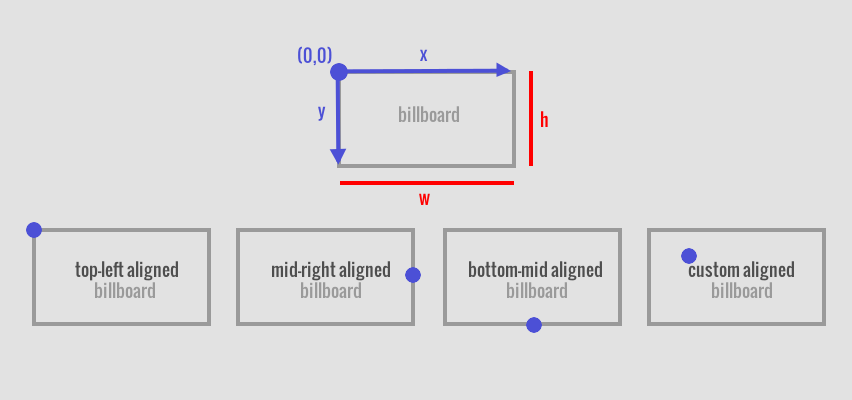 (0,0)
x
y
billboard
h
w
top-left aligned
billboard
mid-right aligned
billboard
bottom-mid aligned
billboard
custom aligned
billboard